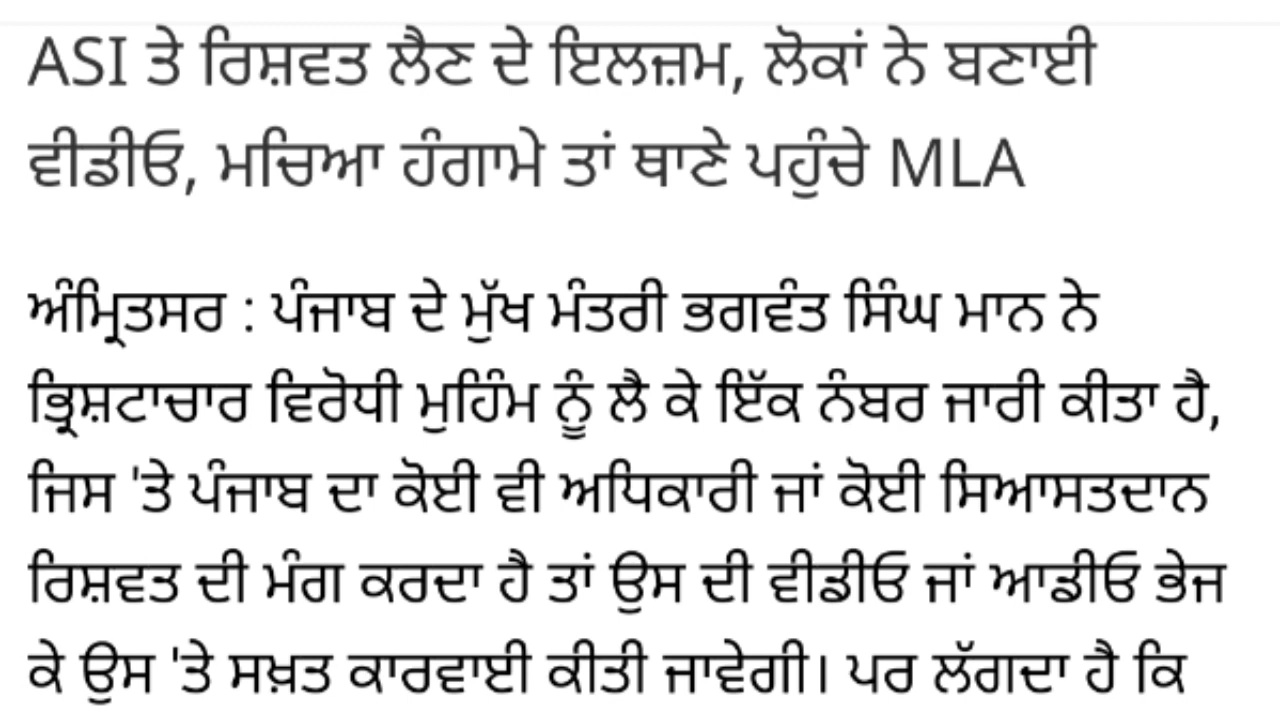 ASI ਤੇ ਰਿਸ਼ਵਤ ਲੈਣ ਦੇ ਇਲਜ਼ਮ, ਲੋਕਾਂ ਨੇ ਬਣਾਈ
ਵੀਡੀਓ, ਮਚਿਆ ਹੰਗਾਮੇ ਤਾਂ ਥਾਣੇ ਪਹੁੰਚੇ MLA
ਅੰਮ੍ਰਿਤਸਰ : ਪੰਜਾਬ ਦੇ ਮੁੱਖ ਮੰਤਰੀ ਭਗਵੰਤ ਸਿੰਘ ਮਾਨ ਨੇ
ਭ੍ਰਿਸ਼ਟਾਚਾਰ ਵਿਰੋਧੀ ਮੁਹਿੰਮ ਨੂੰ ਲੈ ਕੇ ਇੱਕ ਨੰਬਰ ਜਾਰੀ ਕੀਤਾ ਹੈ,
ਜਿਸ 'ਤੇ ਪੰਜਾਬ ਦਾ ਕੋਈ ਵੀ ਅਧਿਕਾਰੀ ਜਾਂ ਕੋਈ ਸਿਆਸਤਦਾਨ
ਰਿਸ਼ਵਤ ਦੀ ਮੰਗ ਕਰਦਾ ਹੈ ਤਾਂ ਉਸ ਦੀ ਵੀਡੀਓ ਜਾਂ ਆਡੀਓ ਭੇਜ
ਕੇ ਉਸ 'ਤੇ ਸਖ਼ਤ ਕਾਰਵਾਈ ਕੀਤੀ ਜਾਵੇਗੀ। ਪਰ ਲੱਗਦਾ ਹੈ ਕਿ